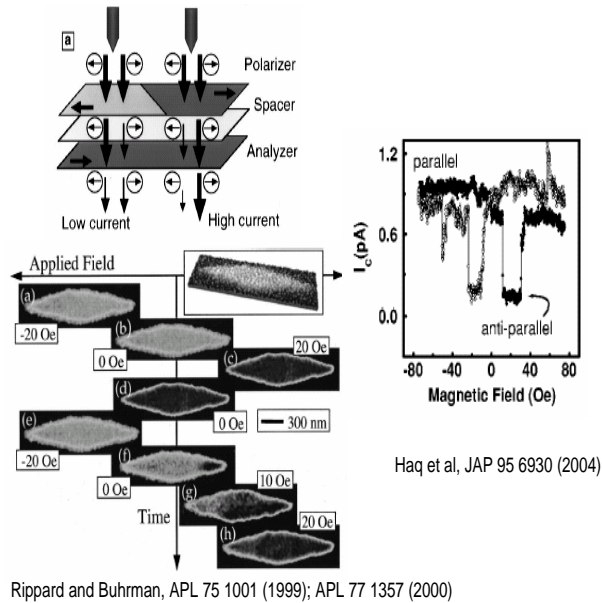 a
Polarizer
Spacer
Analyzer
Low current
High current
Applied Field
(a)
-20 Oe
(b)
0 Oe
(c)
20 Oe
(d)
0 Oe
(e)
-20 Oe
300 nm
(f)
0 Oe
(g)
10 Oe
Time
(h)
20 Oe
1.2
parallel
Ic(pA)
0.6
0.0
anti-parallel
-80 -40 0 40 80
Magnetic Field (Oe)
Haq et al, JAP 95 6930 (2004)
Rippard and Buhrman, APL 75 1001 (1999); APL 77 1357 (2000)